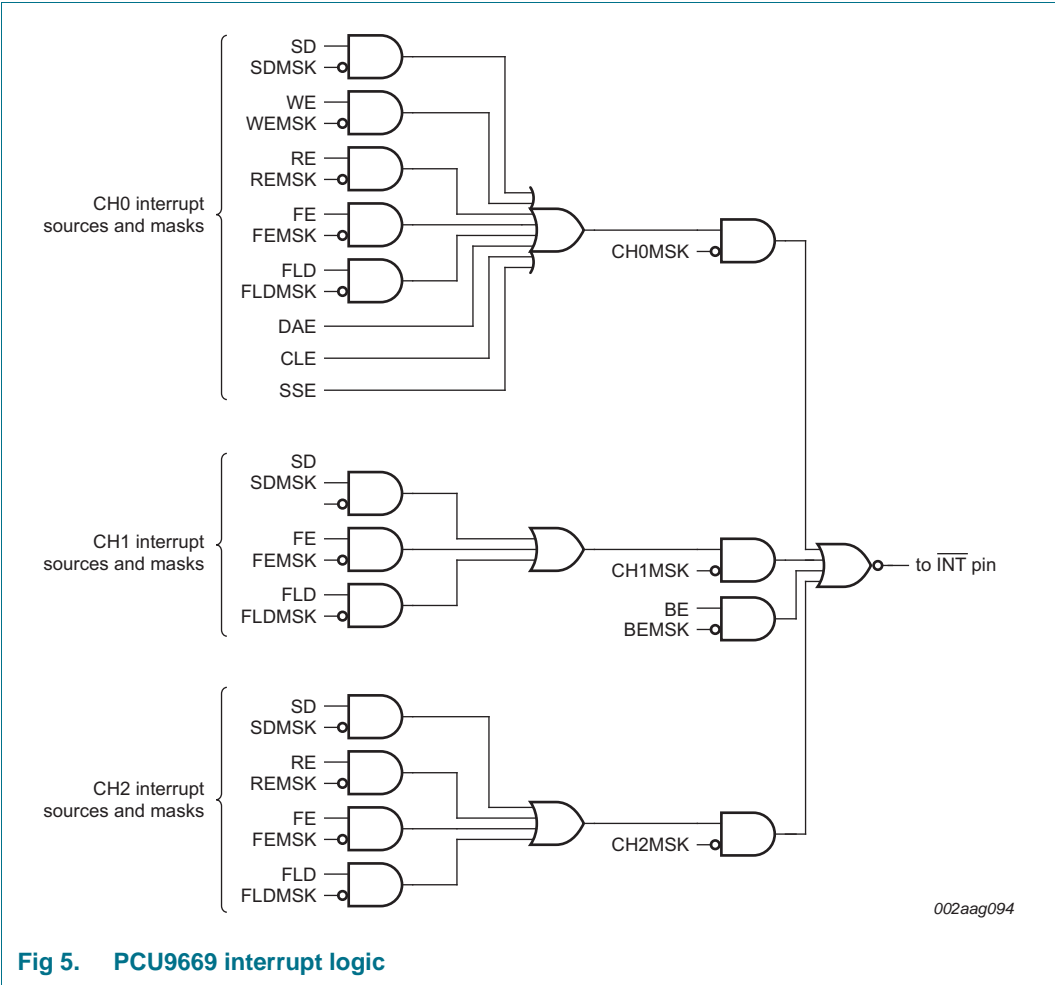 SD
SDMSK
WE
WEMSK
RE
REMSK
CH0 interrupt
sources and masks
FE
FEMSK
CH0MSK
FLD
FLDMSK
DAE
CLE
SSE
SD
SDMSK
CH1 interrupt
sources and masks
FE
FEMSK
CH1MSK
to INT pin
FLD
FLDMSK
BE
BEMSK
SD
SDMSK
RE
REMSK
CH2 interrupt
sources and masks
FE
FEMSK
CH2MSK
FLD
FLDMSK
002aag094
Fig 5. PCU9669 interrupt logic